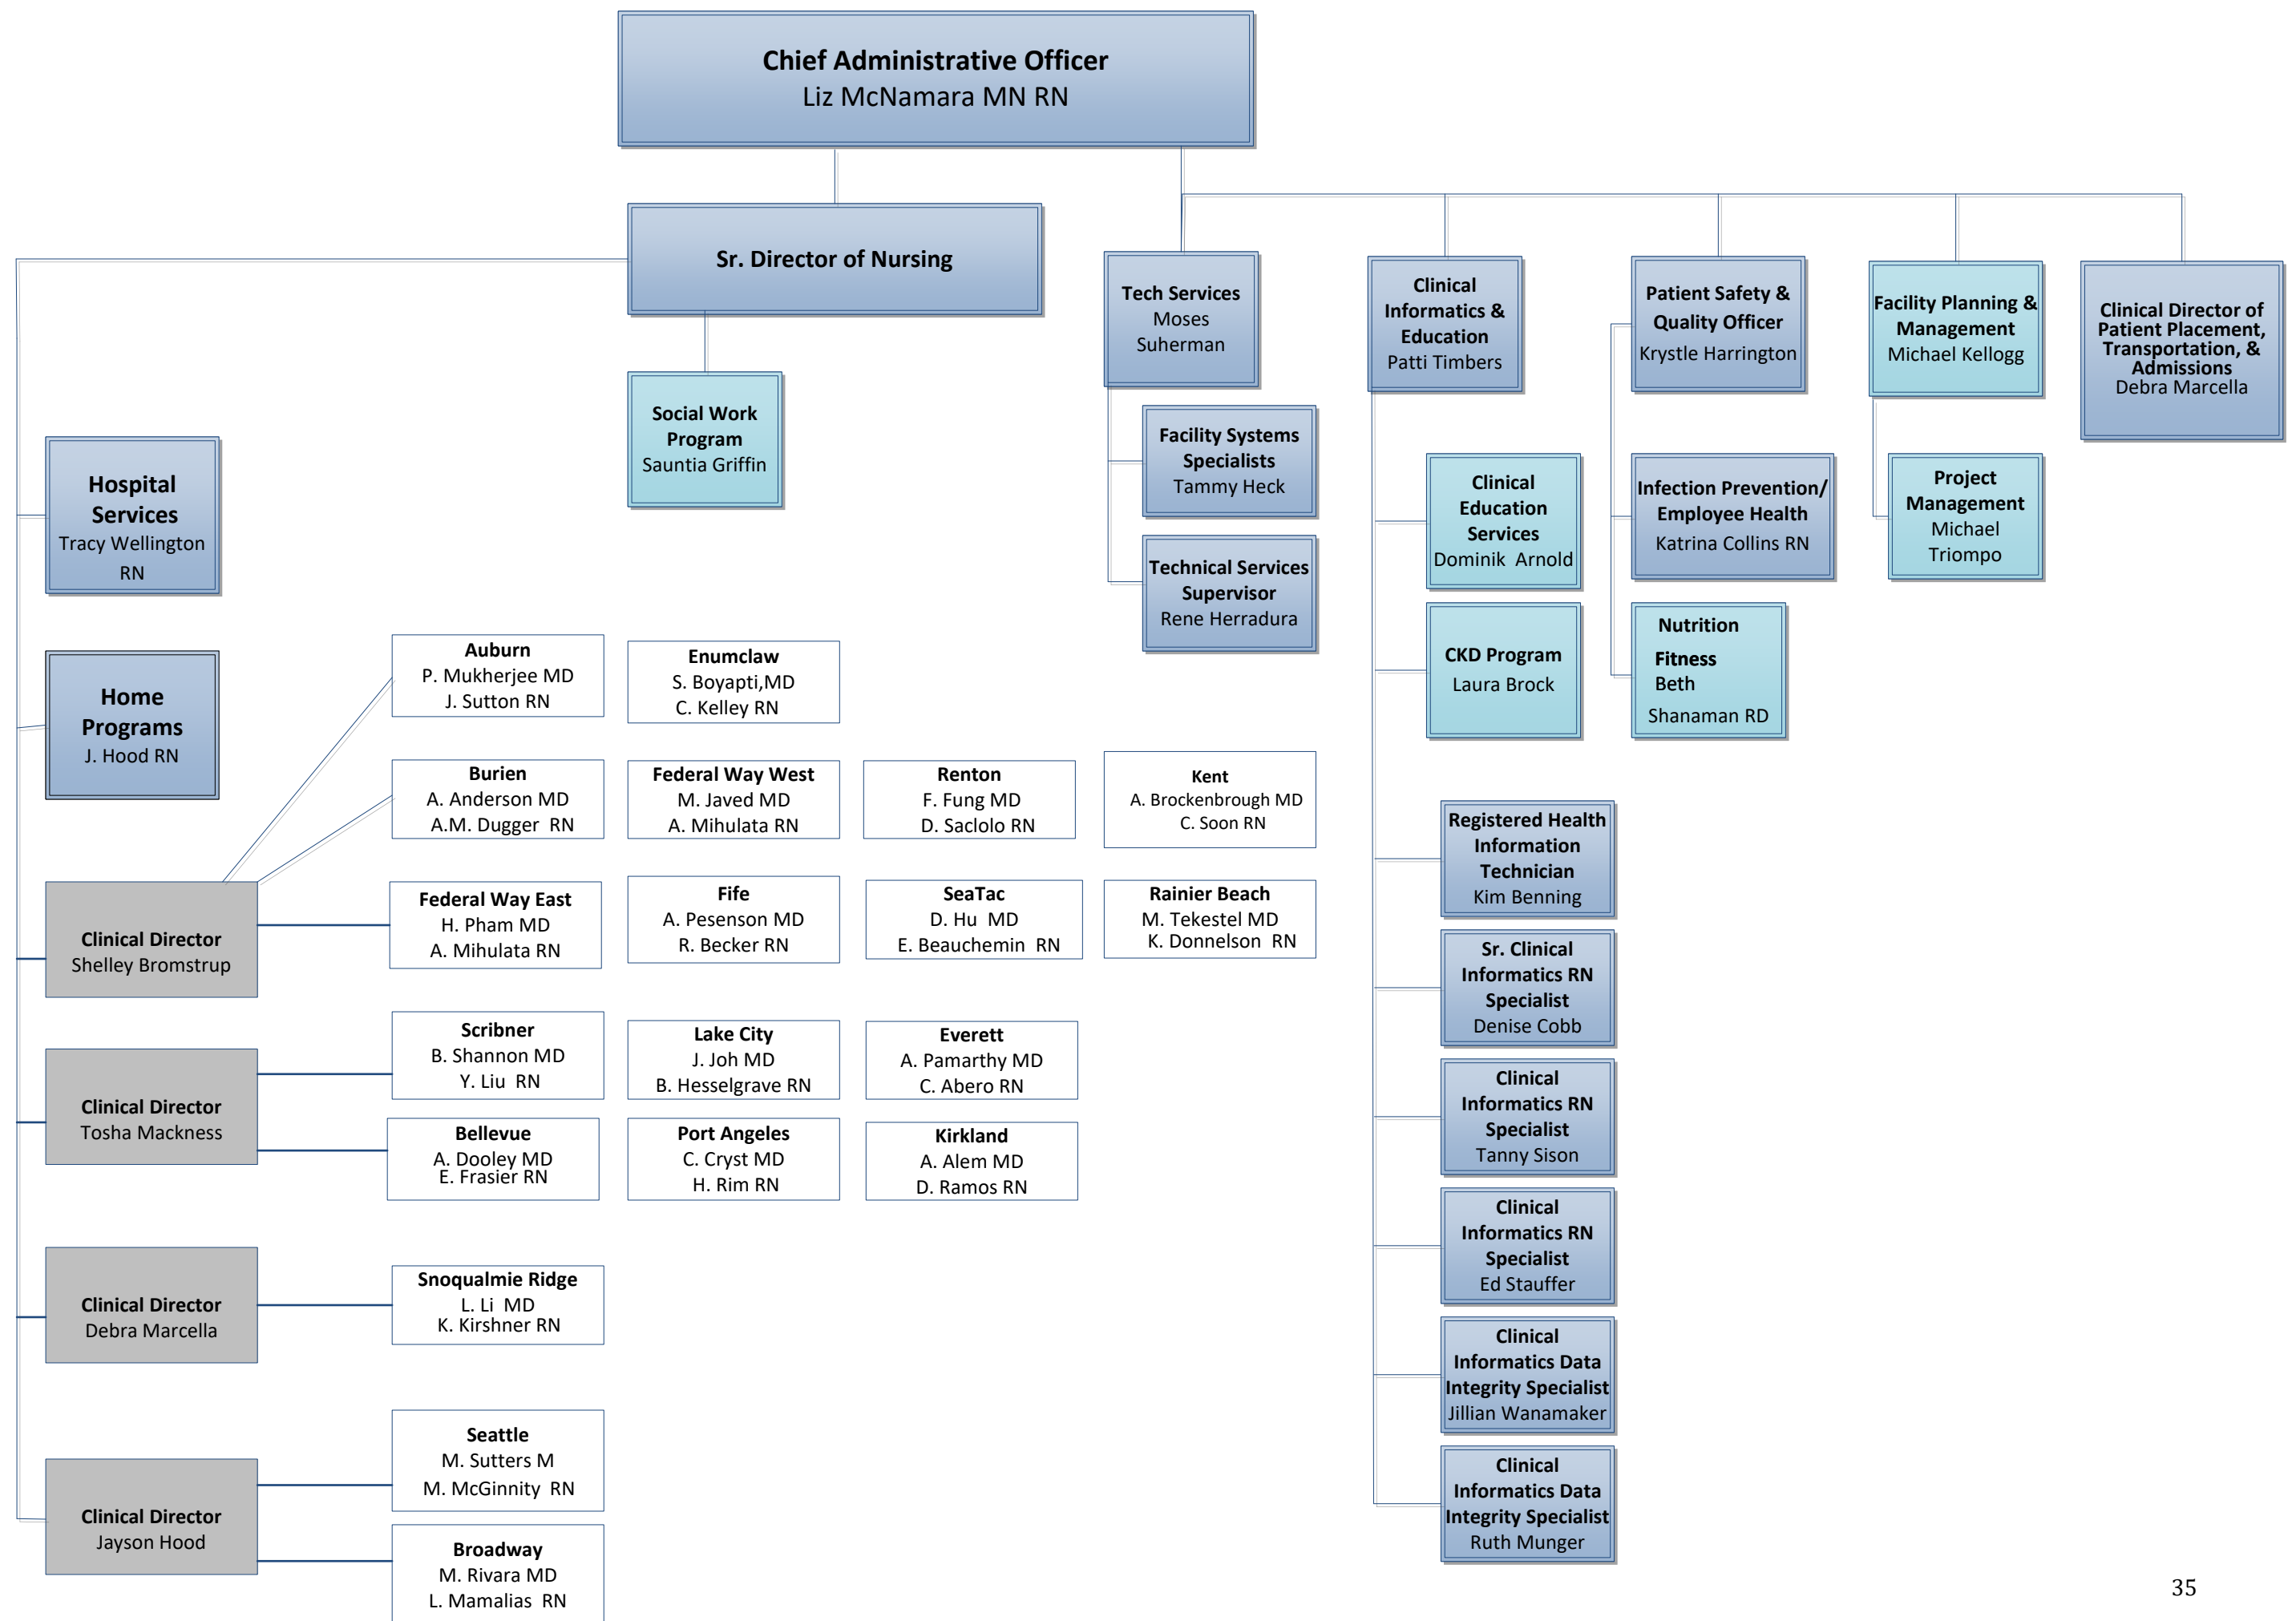 Chief Administrative Officer
Liz McNamara MN RN
Sr. Director of Nursing
Social Work
Program
Sauntia Griffin
Tech Services
Moses
Suherman
Facility Systems
Specialists
Tammy Heck
Technical Services
Supervisor
Rene Herradura
Clinical
Informatics &
Education
Patti Timbers
Clinical
Education
Services
Dominik Arnold
CKD Program
Laura Brock
Registered Health
Information
Technician
Kim Benning
Sr. Clinical
Informatics RN
Specialist
Denise Cobb
Clinical
Informatics RN
Specialist
Tanny Sison
Clinical
Informatics RN
Specialist
Ed Stauffer
Clinical
Informatics Data
Integrity Specialist
Jillian Wanamaker
Clinical
Informatics Data
Integrity Specialist
Ruth Munger
Patient Safety &
Quality Officer
Krystle Harrington
Infection Prevention/
Employee Health
Katrina Collins RN
Nutrition
Fitness
Beth
Shanaman RD
Facility Planning &
Management
Michael Kellogg
Project
Management
Michael
Triompo
Clinical Director of
Patient Placement,
Transportation, &
Admissions
Debra Marcella
Hospital
Services
Tracy Wellington
RN
Home
Programs
J. Hood RN
Clinical Director
Shelley Bromstrup
Auburn
P. Mukherjee MD
J. Sutton RN
Enumclaw
S. Boyapti,MD
C. Kelley RN
Burien
A. Anderson MD
A.M. Dugger RN
Federal Way West
M. Javed MD
A. Mihulata RN
Renton
F. Fung MD
D. Saclolo RN
Kent
A. Brockenbrough MD
C. Soon RN
Federal Way East
H. Pham MD
A. Mihulata RN
Fife
A. Pesenson MD
R. Becker RN
SeaTac
D. Hu MD
E. Beauchemin RN
Rainier Beach
M. Tekestel MD
K. Donnelson RN
Clinical Director
Tosha Mackness
Scribner
B. Shannon MD
Y. Liu RN
Lake City
J. Joh MD
B. Hesselgrave RN
Everett
A. Pamarthy MD
C. Abero RN
Bellevue
A. Dooley MD
E. Frasier RN
Port Angeles
C. Cryst MD
H. Rim RN
Kirkland
A. Alem MD
D. Ramos RN
Clinical Director
Debra Marcella
Snoqualmie Ridge
L. Li MD
K. Kirshner RN
Clinical Director
Jayson Hood
Seattle
M. Sutters M
M. McGinnity RN
Broadway
M. Rivara MD
L. Mamalias RN
35